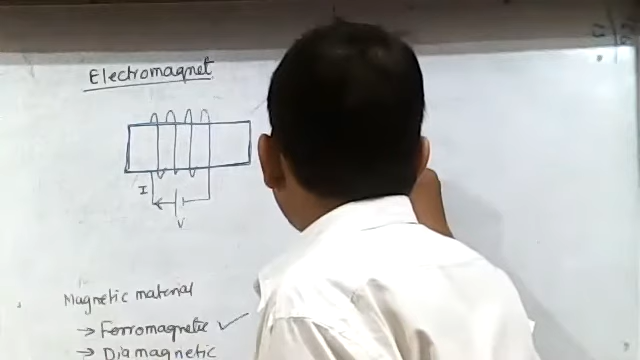 Electromagnet
I
V
Magnetic material
→ Ferromagnetic ✓
→ Diamagnetic